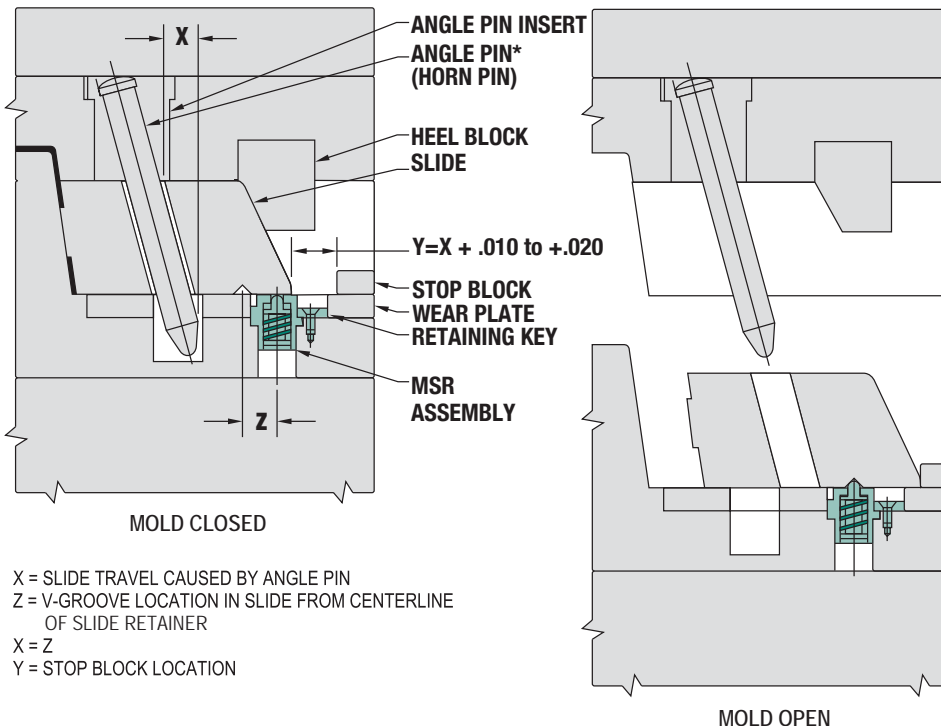 X
ANGLE PIN INSERT
ANGLE PIN*
(HORN PIN)
HEEL BLOCK
SLIDE
Y=X + .010 to +.020
STOP BLOCK
WEAR PLATE
RETAINING KEY
MSR
ASSEMBLY
Z
MOLD CLOSED
X = SLIDE TRAVEL CAUSED BY ANGLE PIN
Z = V-GROOVE LOCATION IN SLIDE FROM CENTERLINE
OF SLIDE RETAINER
X = Z
Y = STOP BLOCK LOCATION
MOLD OPEN